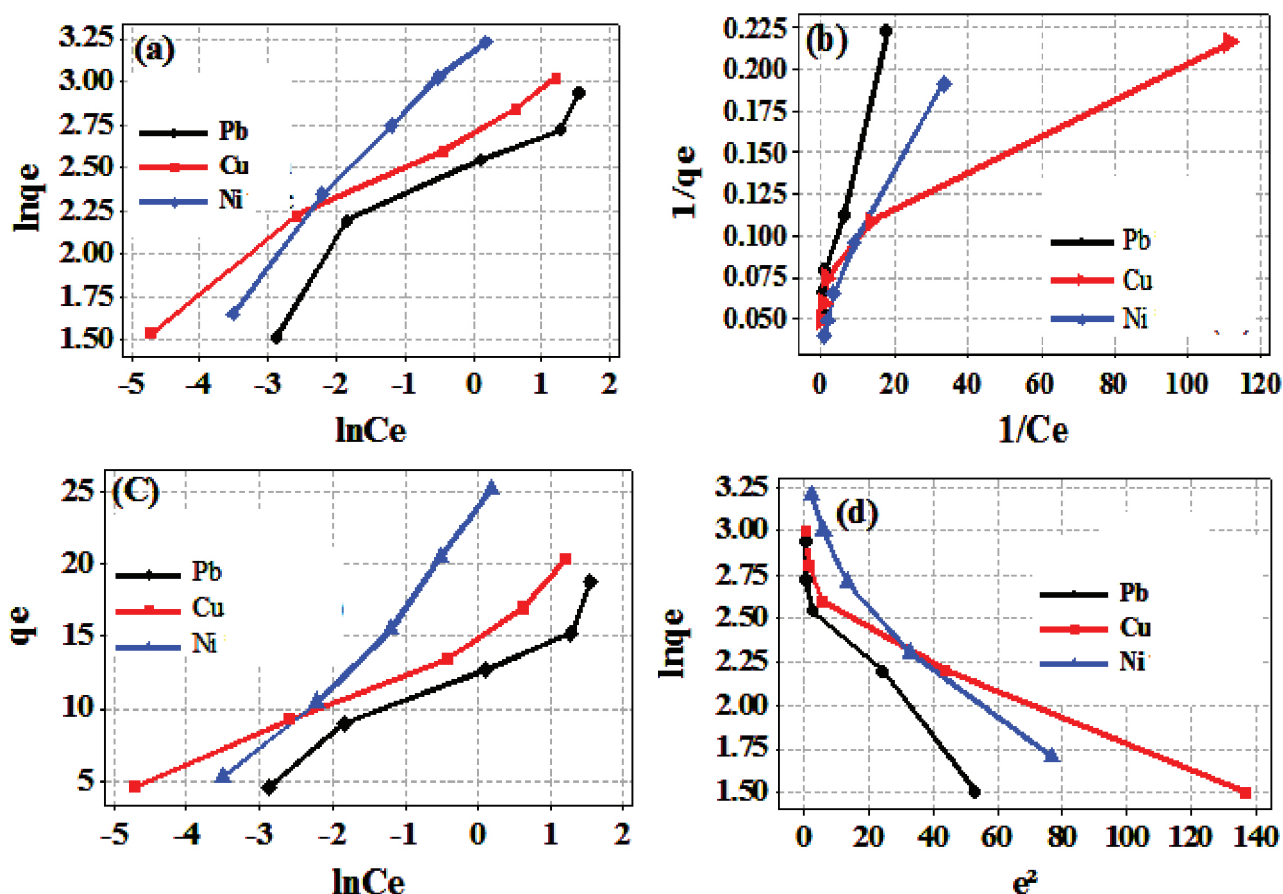 (a)
3.25
3.00
2.75
2.50
2.25
2.00
1.75
1.50
lnqe
Pb
Cu
Ni
-5 -4 -3 -2 -1 0 1 2
lnCe
(b)
0.225
0.200
0.175
0.150
0.125
0.100
0.075
0.050
1/qe
Pb
Cu
Ni
0 20 40 60 80 100 120
1/Ce
(C)
25
20
15
10
5
qe
Pb
Cu
Ni
-5 -4 -3 -2 -1 0 1 2
lnCe
(d)
3.25
3.00
2.75
2.50
2.25
2.00
1.75
1.50
lnqe
Pb
Cu
Ni
0 20 40 60 80 100 120 140
e²